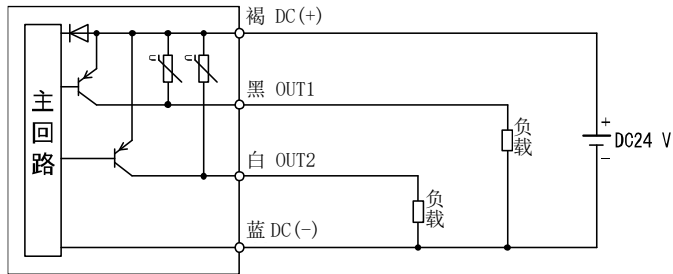 褐 DC(+)
U
U
黑 OUT1
主回路
负载
+
DC24 V
-
白 OUT2
负载
蓝 DC(-)